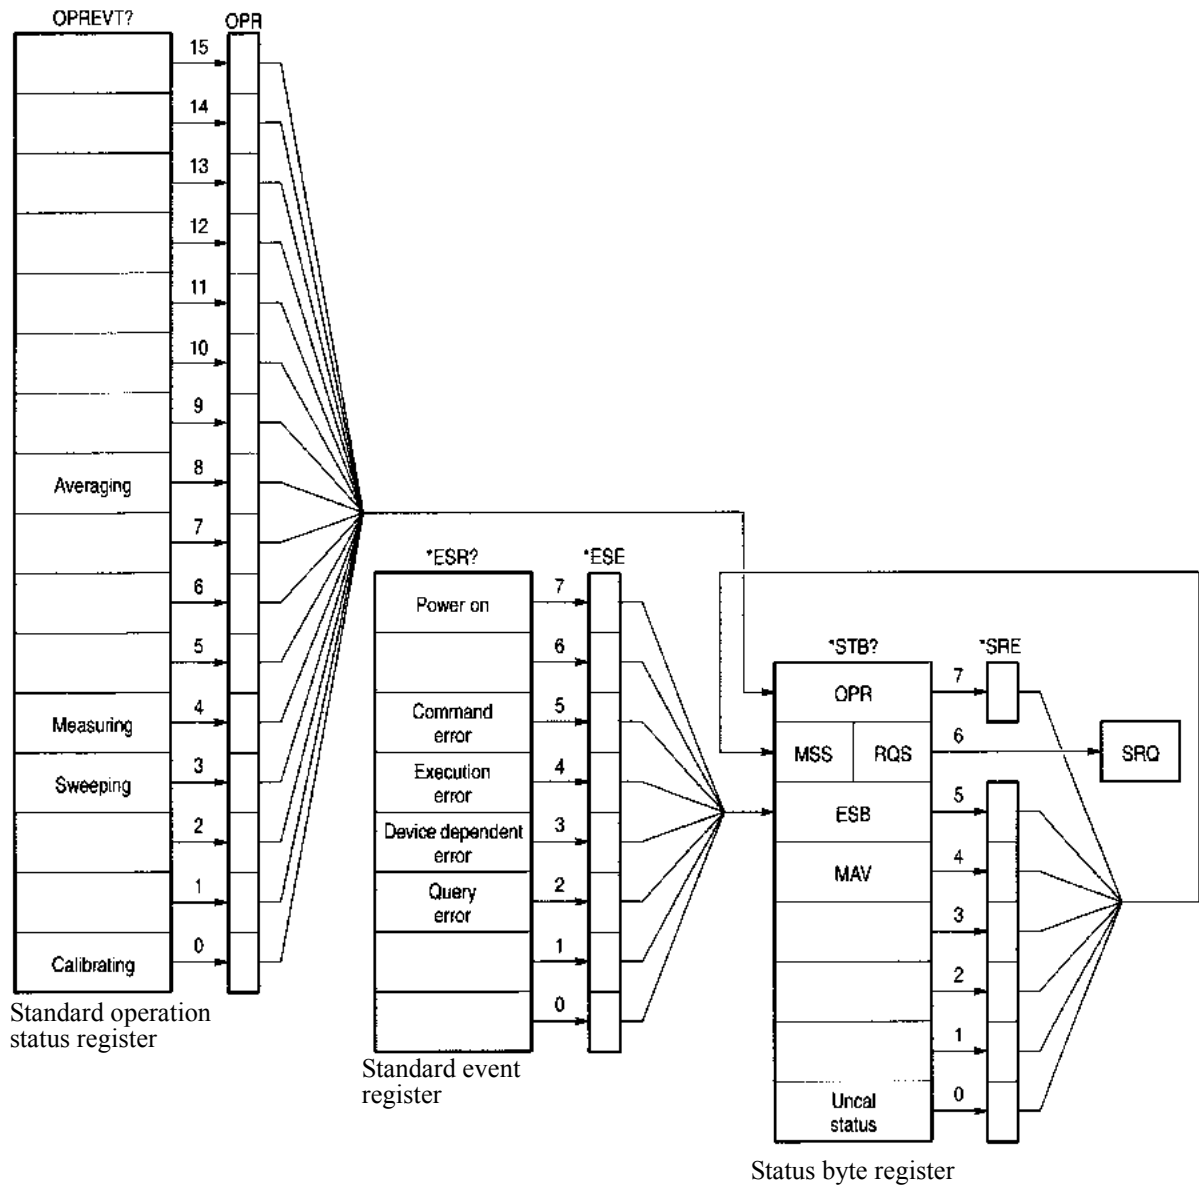 OPREVT?
OPR
15
14
13
12
11
10
9
Averaging
8
7
6
5
Measuring
4
Sweeping
3
2
1
Calibrating
0
Standard operation
status register
*ESR?
*ESE
Power on
7
6
Command
error
5
Execution
error
4
Device dependent
error
3
Query
error
2
1
0
Standard event
register
*STB?
*SRE
OPR
7
MSS
RQS
6
SRQ
ESB
5
MAV
4
3
2
1
Uncal
status
0
Status byte register